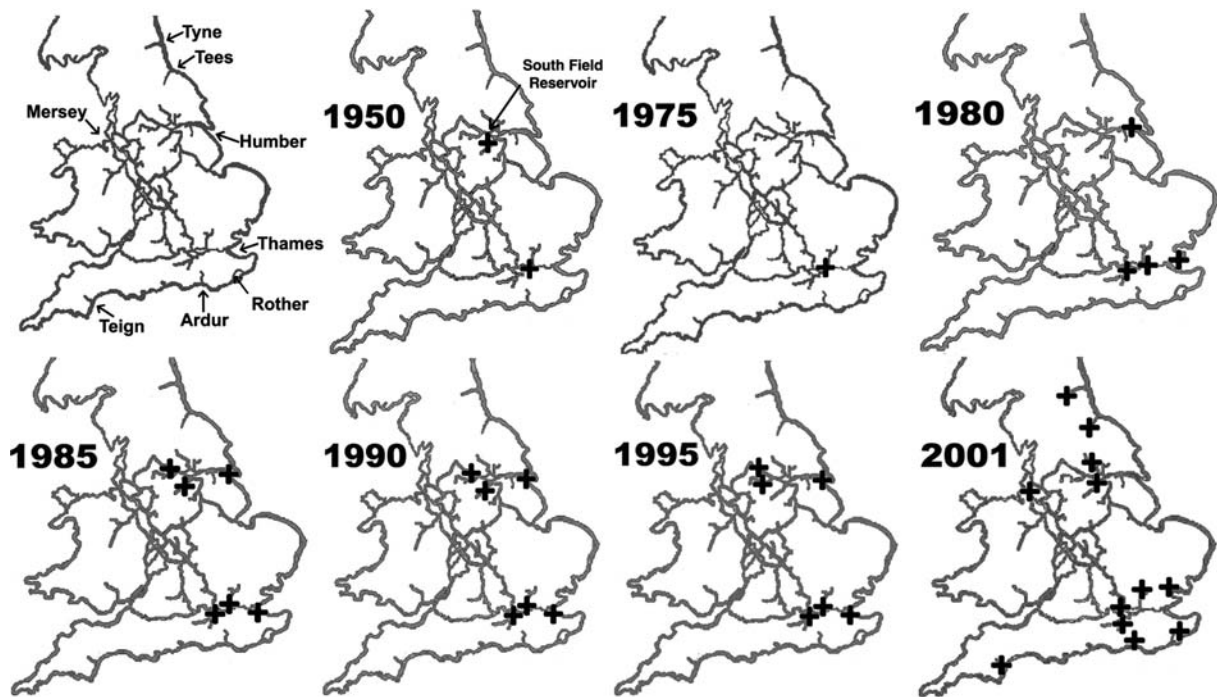 Tyne
Tees
Mersey
Humber
Thames
Rother
Ardur
Teign
South Field
Reservoir
1950
1975
1980
1985
1990
1995
2001